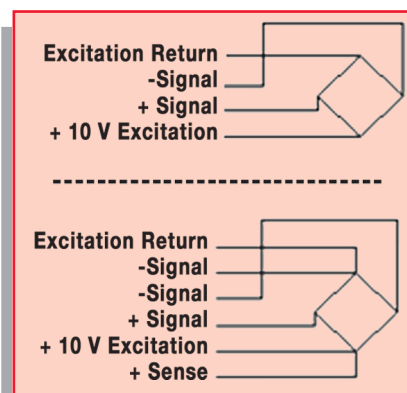 Excitation Return
-Signal
+ Signal
+ 10 V Excitation
Excitation Return
-Signal
-Signal
+ Signal
+ 10 V Excitation
+ Sense